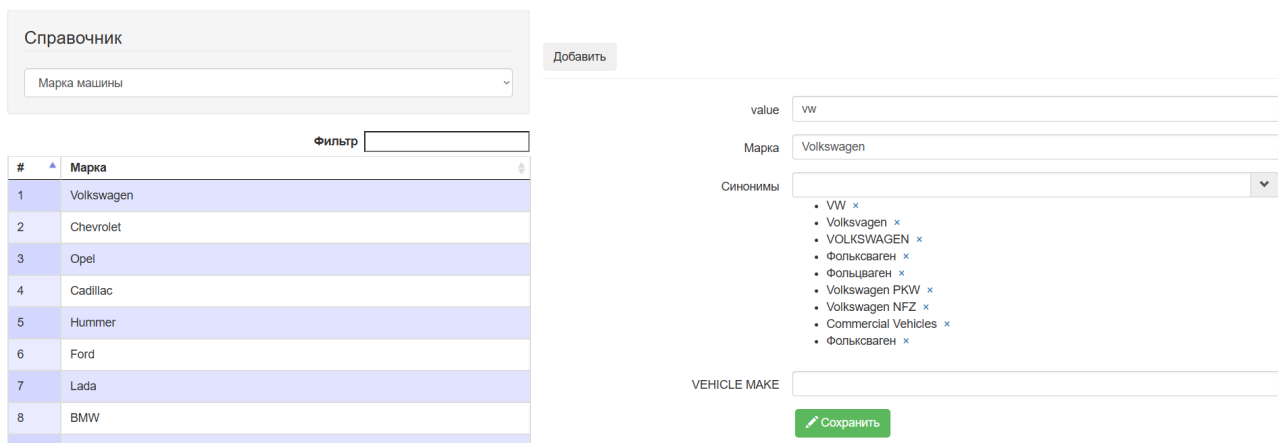 Справочник
Марка машины
Фильтр
# Марка
1 Volkswagen
2 Chevrolet
3 Opel
4 Cadillac
5 Hummer
6 Ford
7 Lada
8 BMW
Добавить
value vw
Марка Volkswagen
Синонимы
VW ×
Volksvagen ×
VOLKSWAGEN ×
Фольксваген ×
Фольцваген ×
Volkswagen PKW ×
Volkswagen NFZ ×
Commercial Vehicles ×
Фольксваген ×
VEHICLE MAKE
Сохранить